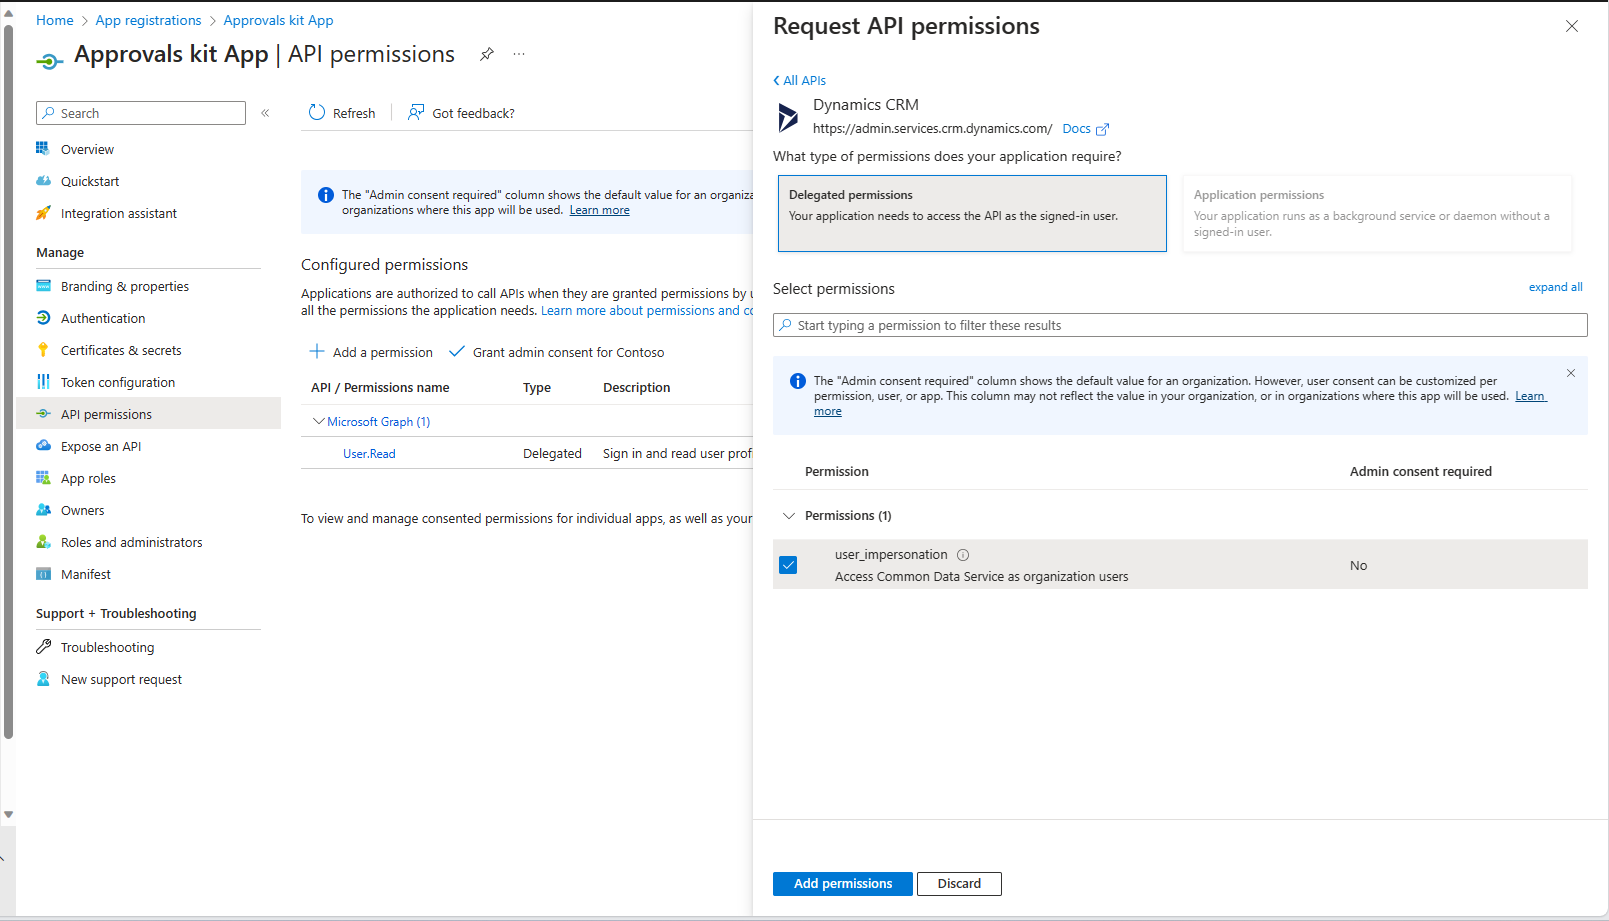 Home > App registrations > Approvals kit App
Approvals kit App | API permissions
Search
Overview
Quickstart
Integration assistant
Manage
Branding & properties
Authentication
Certificates & secrets
Token configuration
API permissions
Expose an API
App roles
Owners
Roles and administrators
Manifest
Support + Troubleshooting
Troubleshooting
New support request
Refresh
Got feedback?
The "Admin consent required" column shows the default value for an organiza
organizations where this app will be used. Learn more
Configured permissions
Applications are authorized to call APIs when they are granted permissions by
all the permissions the application needs. Learn more about permissions and co
Add a permission
Grant admin consent for Contoso
API / Permissions name Type Description
Microsoft Graph (1)
User.Read Delegated Sign in and read user prof
To view and manage consented permissions for individual apps, as well as your
Request API permissions
All APIs
Dynamics CRM
https://admin.services.crm.dynamics.com/ Docs
What type of permissions does your application require?
Delegated permissions
Your application needs to access the API as the signed-in user.
Application permissions
Your application runs as a background service or daemon without a
signed-in user.
Select permissions
expand all
Start typing a permission to filter these results
The "Admin consent required" column shows the default value for an organization. However, user consent can be customized per
permission, user, or app. This column may not reflect the value in your organization, or in organizations where this app will be used. Learn
more
Permission Admin consent required
Permissions (1)
user_impersonation
Access Common Data Service as organization users
No
Add permissions
Discard